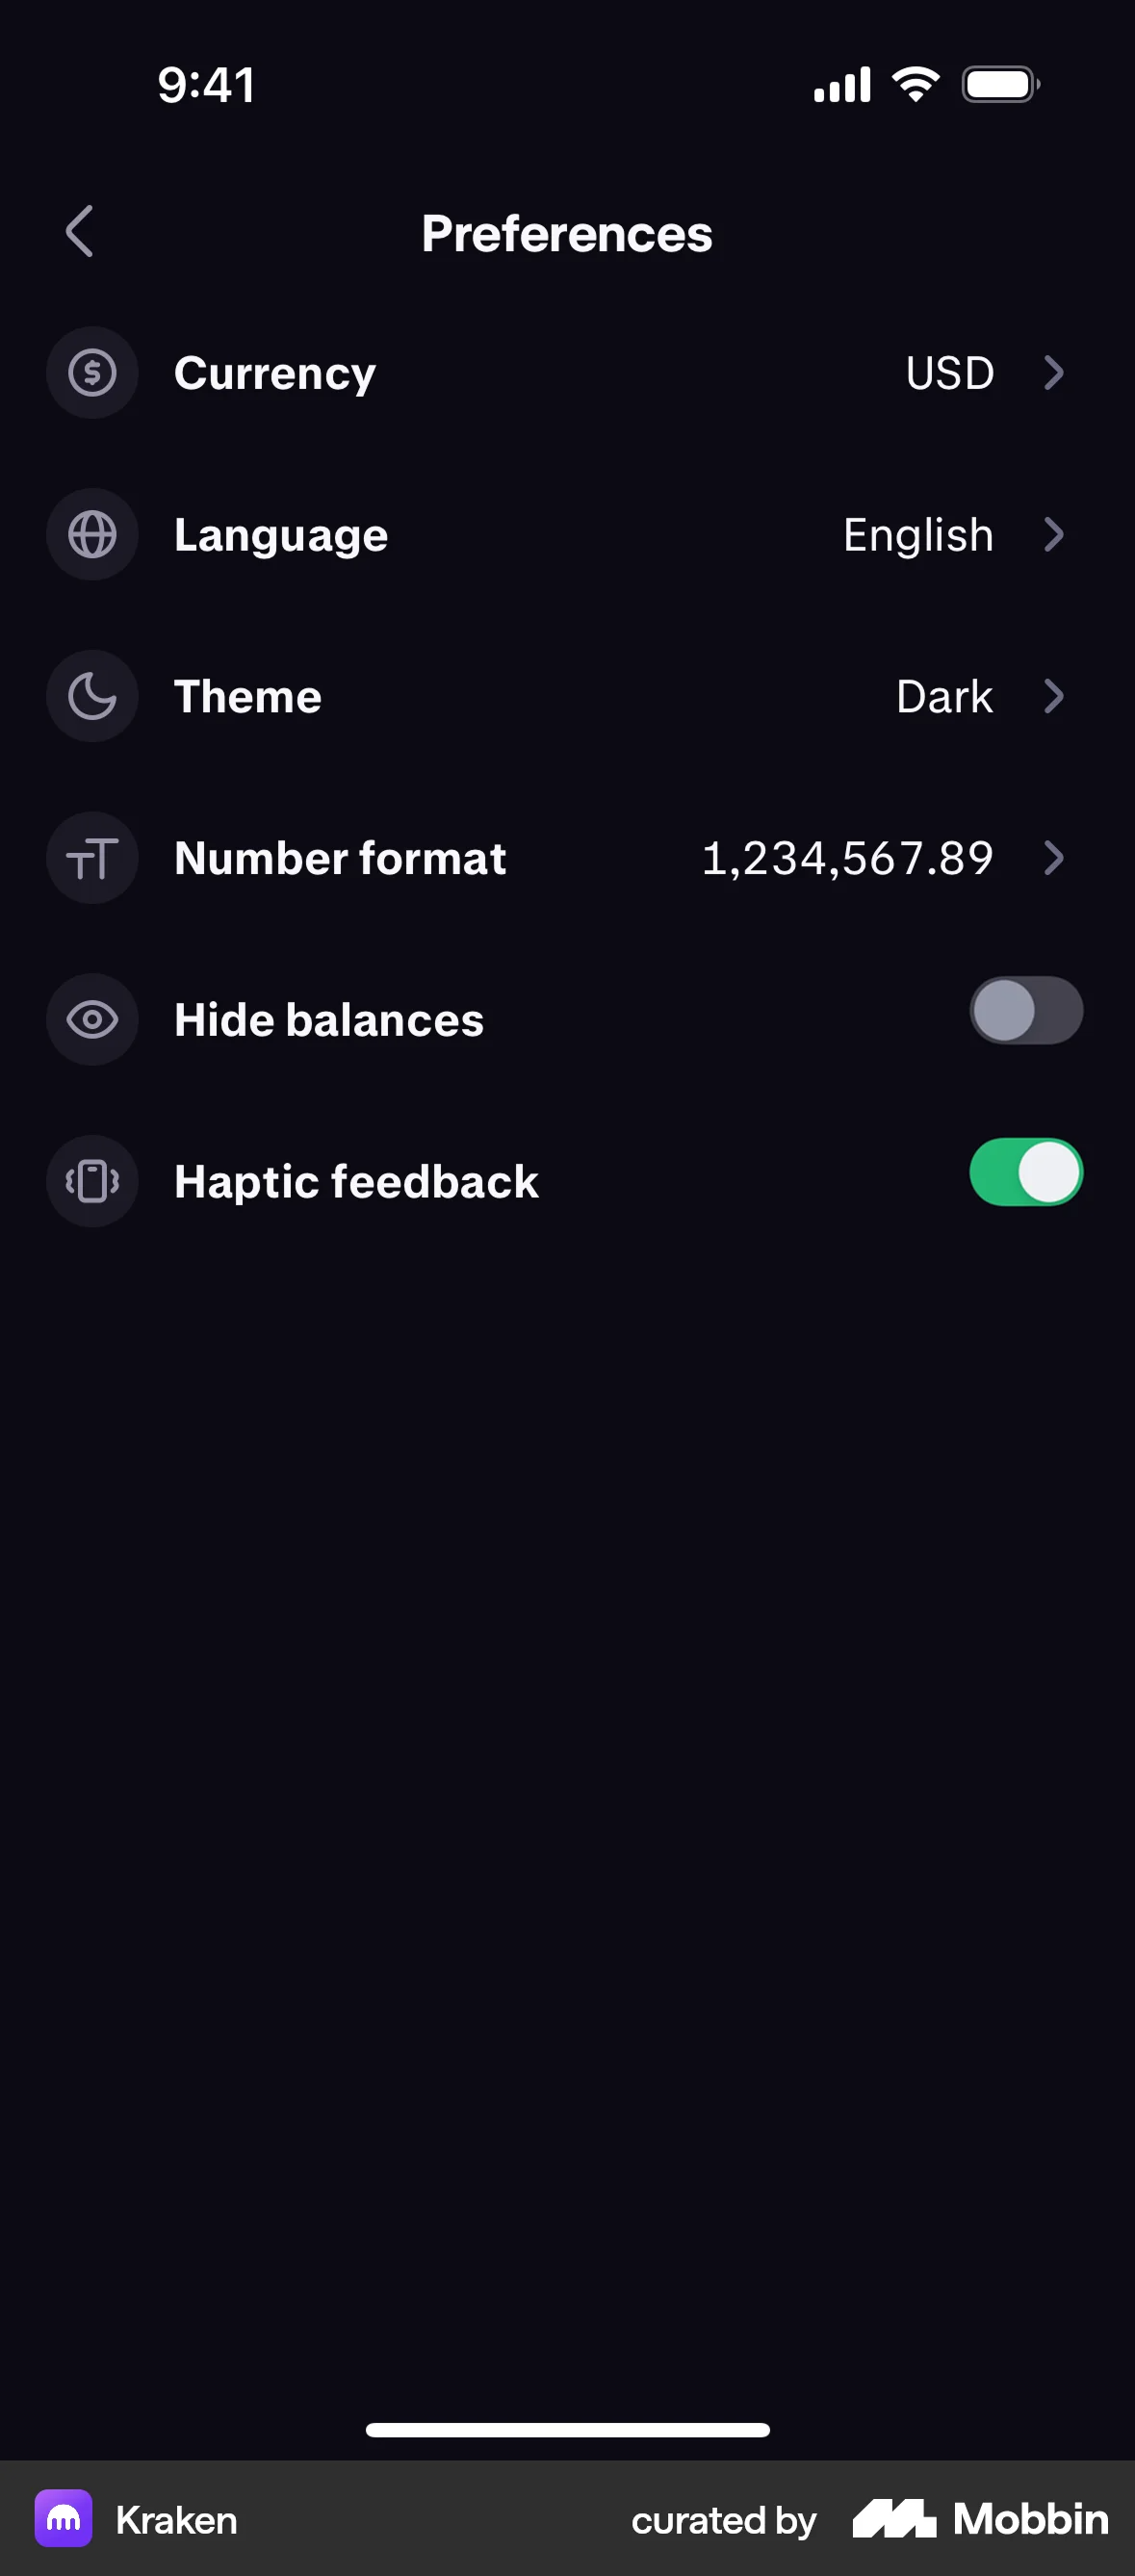 9:41
Preferences
Currency USD
Language English
Theme Dark
Number format 1,234,567.89
Hide balances
Haptic feedback
Kraken curated by Mobbin